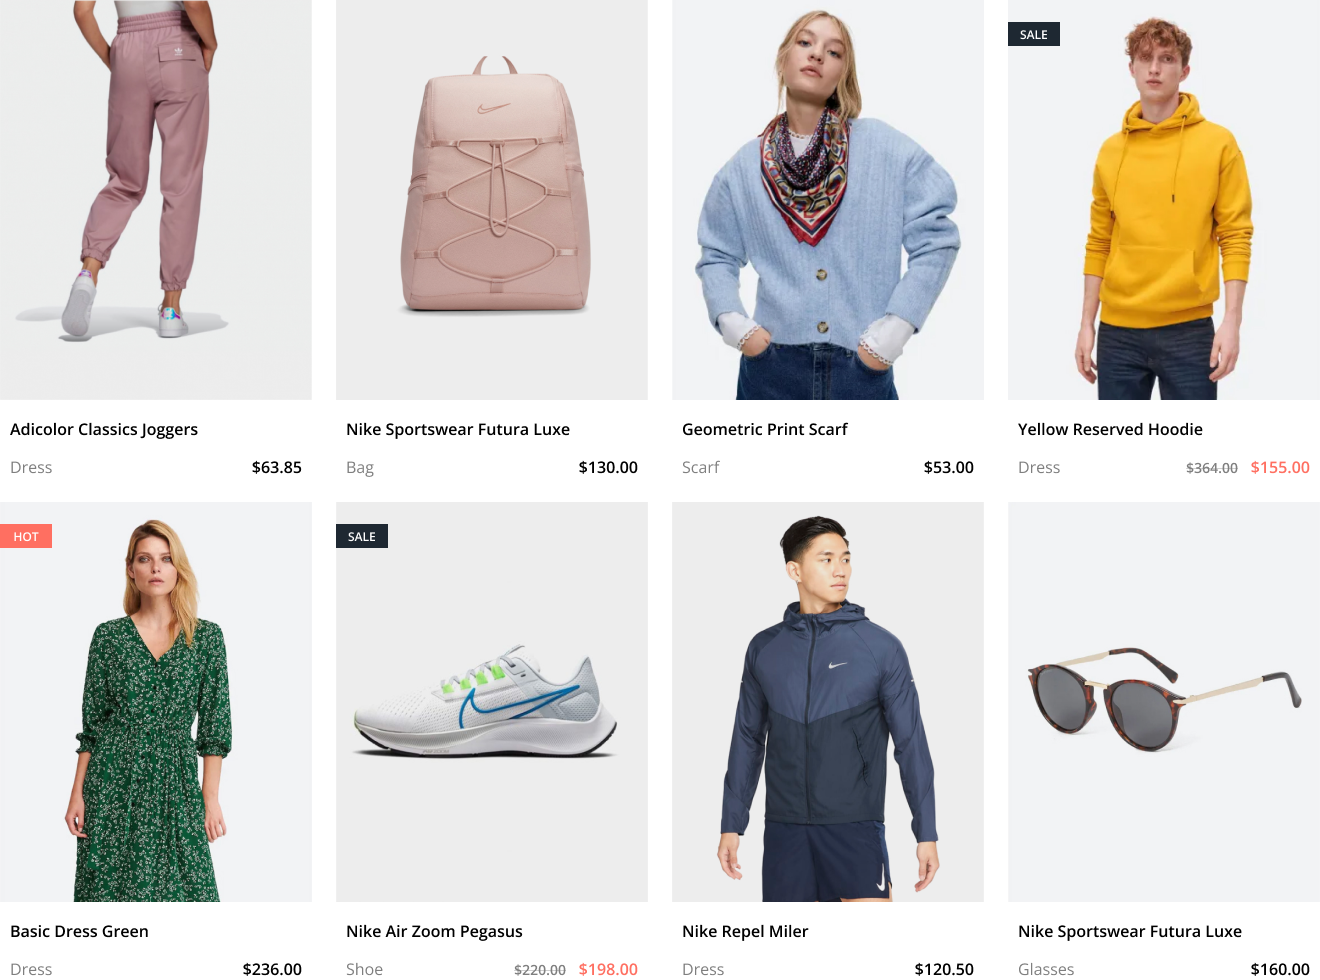 SALE
Adicolor Classics Joggers
Dress $63.85
Nike Sportswear Futura Luxe
Bag $130.00
Geometric Print Scarf
Scarf $53.00
Yellow Reserved Hoodie
Dress $364.00 $155.00
HOT
SALE
Basic Dress Green
Dress $236.00
Nike Air Zoom Pegasus
Shoe $220.00 $198.00
Nike Repel Miler
Dress $120.50
Nike Sportswear Futura Luxe
Glasses $160.00